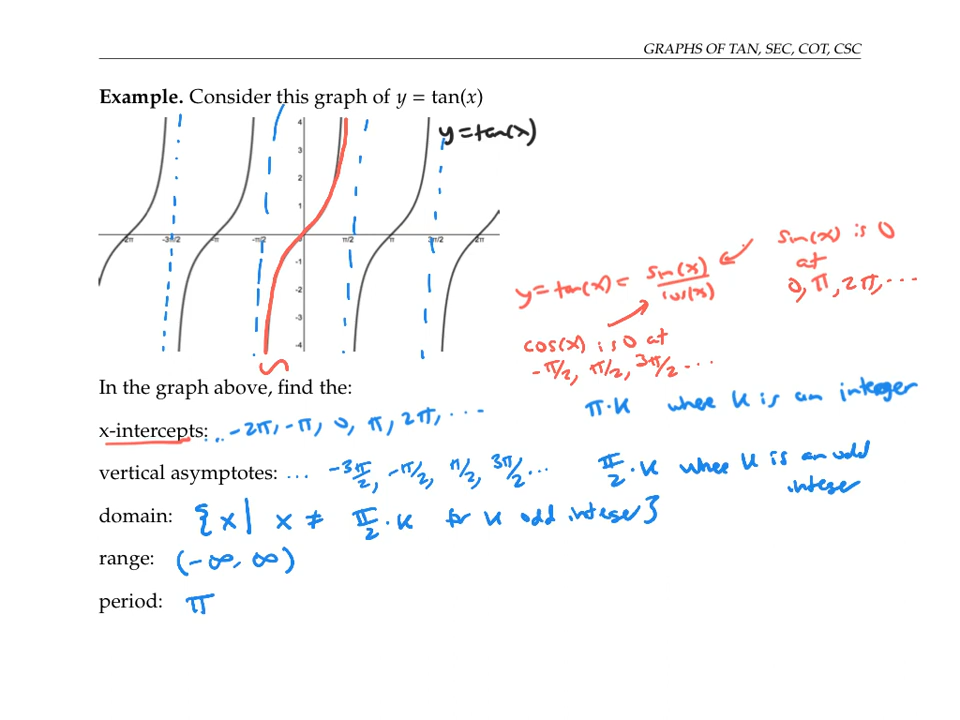 GRAPHS OF TAN, SEC, COT, CSC
Example. Consider this graph of y = tan(x)
y = tan(x)
4
3
2
1
-2π -3π/2 -π -π/2 0 π/2 π 3π/2 2π
-1
-2
-3
-4
sin(x) is 0
at
0, π, 2π, ...
y = tan(x) = sin(x)/cos(x)
cos(x) is 0 at
-π/2, π/2, 3π/2 ...
In the graph above, find the:
π·k where k is an integer
x-intercepts: .. -2π, -π, 0, π, 2π, ...
vertical asymptotes: ... -3π/2, -π/2, π/2, 3π/2 ... π/2·k where k is an odd
integer
domain: {x | x ≠ π/2·k for k odd integer}
range: (-∞, ∞)
period: π